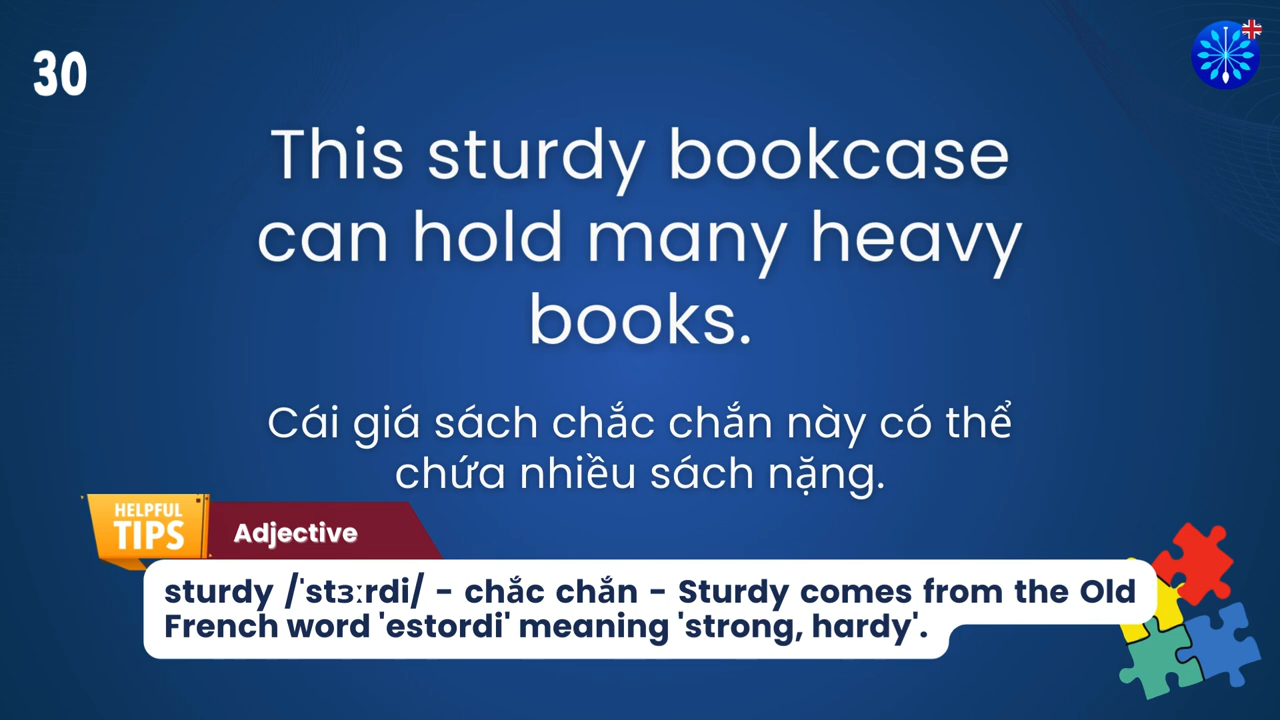 30
This sturdy bookcase
can hold many heavy
books.
Cái giá sách chắc chắn này có thể
chứa nhiều sách nặng.
HELPFUL
TIPS
Adjective
sturdy /ˈstɜːrdi/ - chắc chắn - Sturdy comes from the Old
French word 'estordi' meaning 'strong, hardy'.